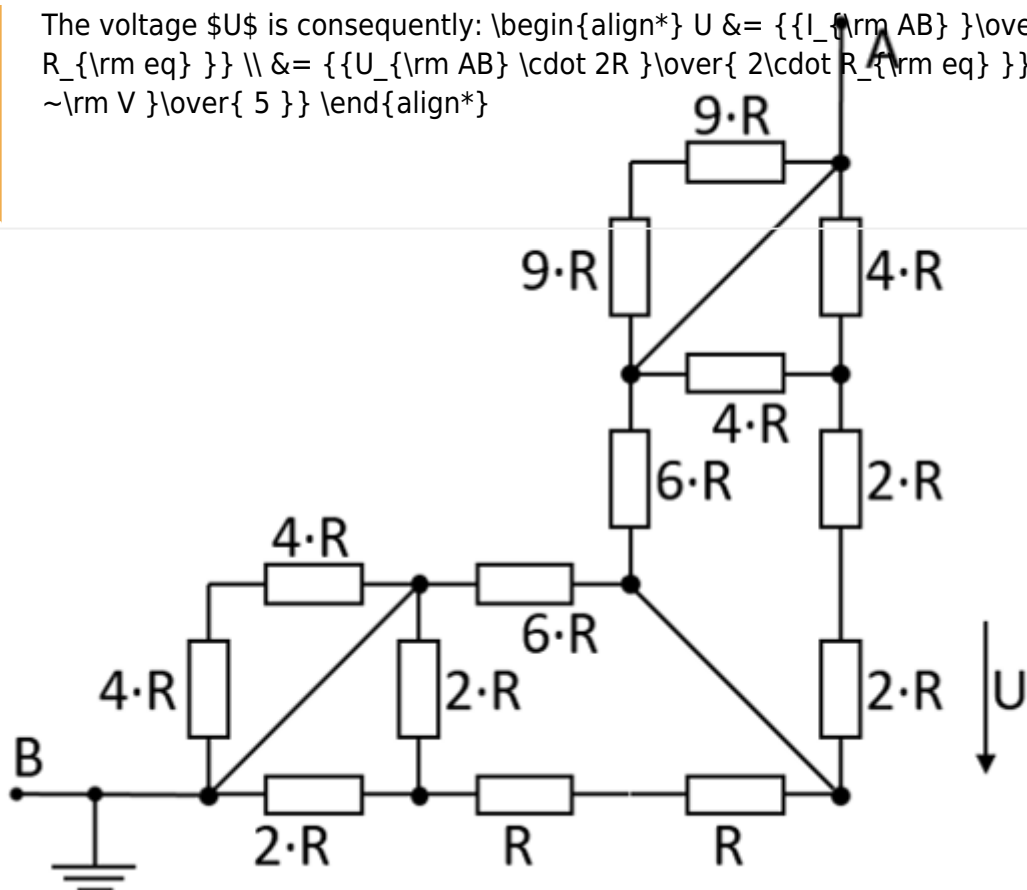 The voltage $U$ is consequently: \begin{align*} U &= {{I_{\rm AB} }\ove
R_{\rm eq} }} \\ &= {{U_{\rm AB} \cdot 2R }\over{ 2\cdot R_{\rm eq} }}
~\rm V }\over{ 5 }} \end{align*}
A
9·R
9·R
4·R
4·R
6·R
2·R
4·R
6·R
4·R
2·R
2·R
U
B
2·R
R
R